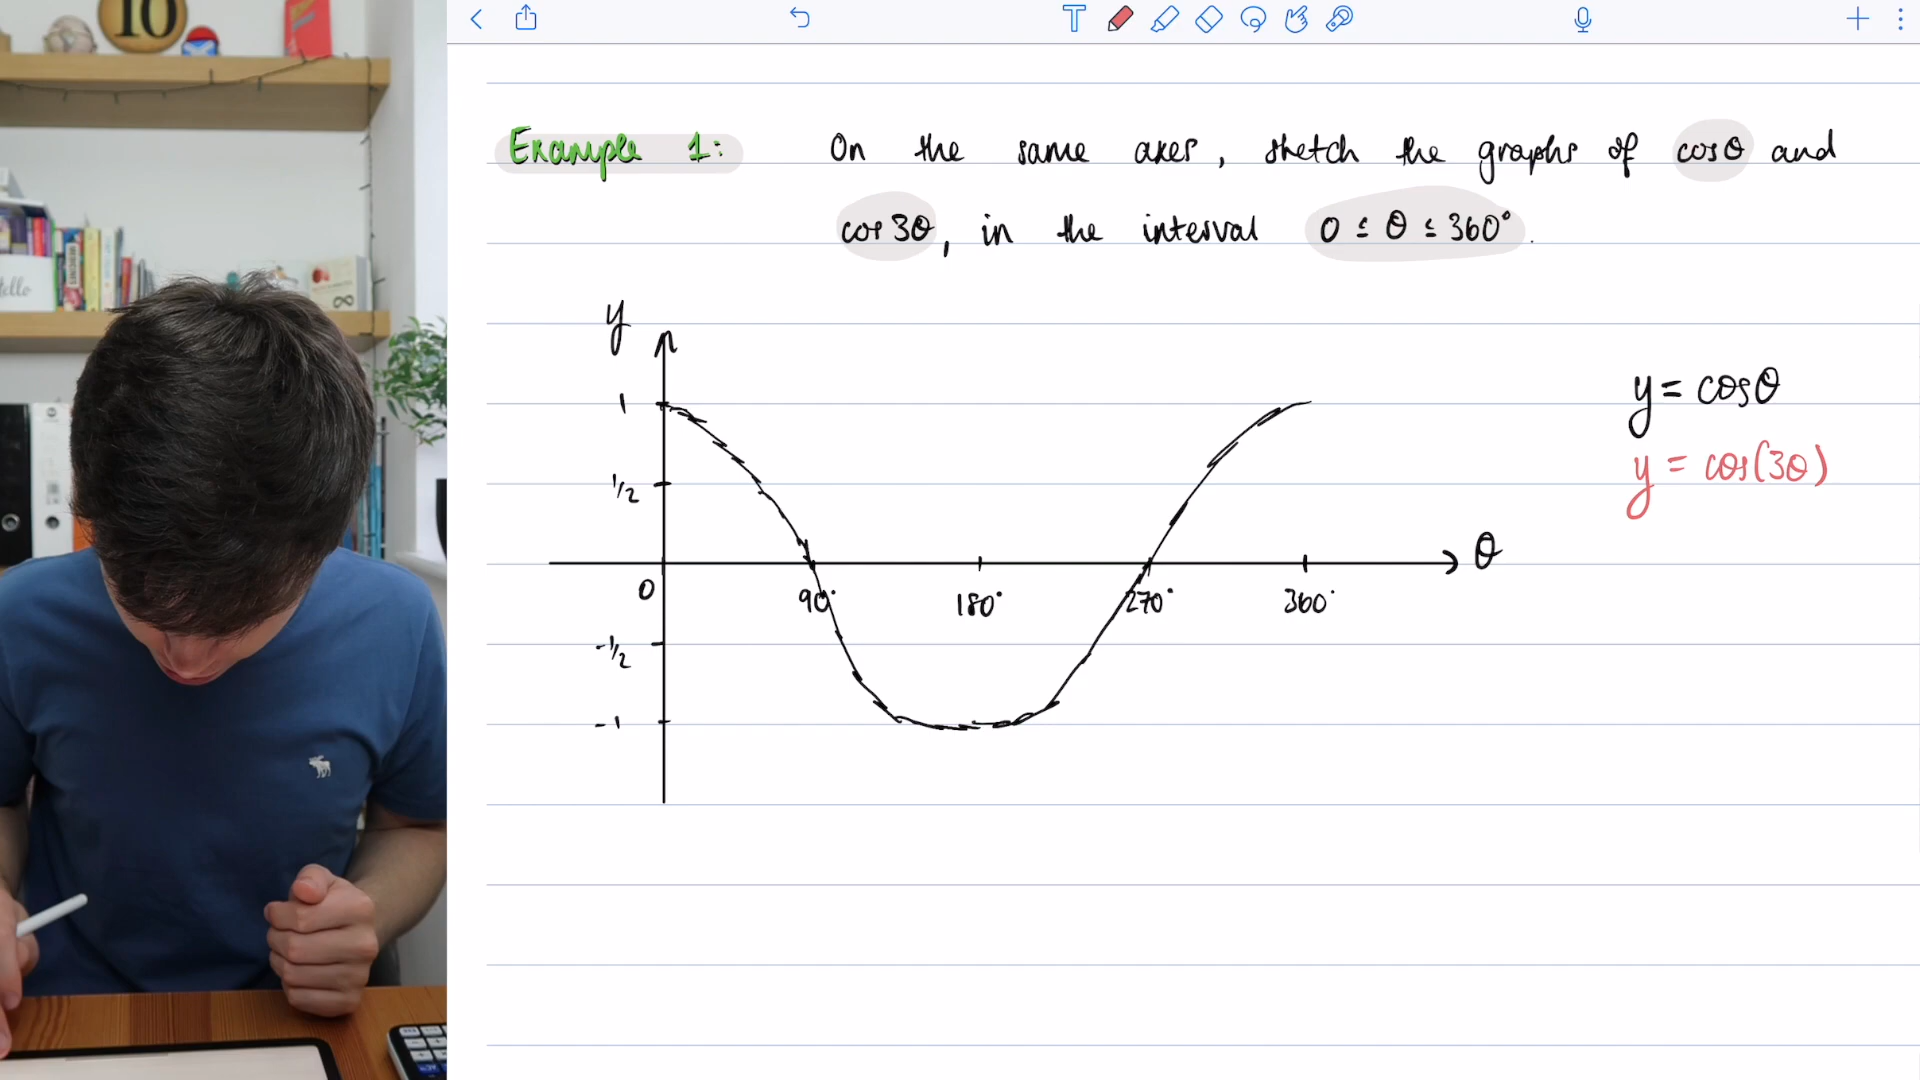 10
Hello
Example 1: On the same axes, sketch the graphs of cosθ and
cos3θ, in the interval 0 ≤ θ ≤ 360°.
y
1
1/2
0
90°
180°
270°
360°
θ
-1/2
-1
y = cosθ
y = cos(3θ)